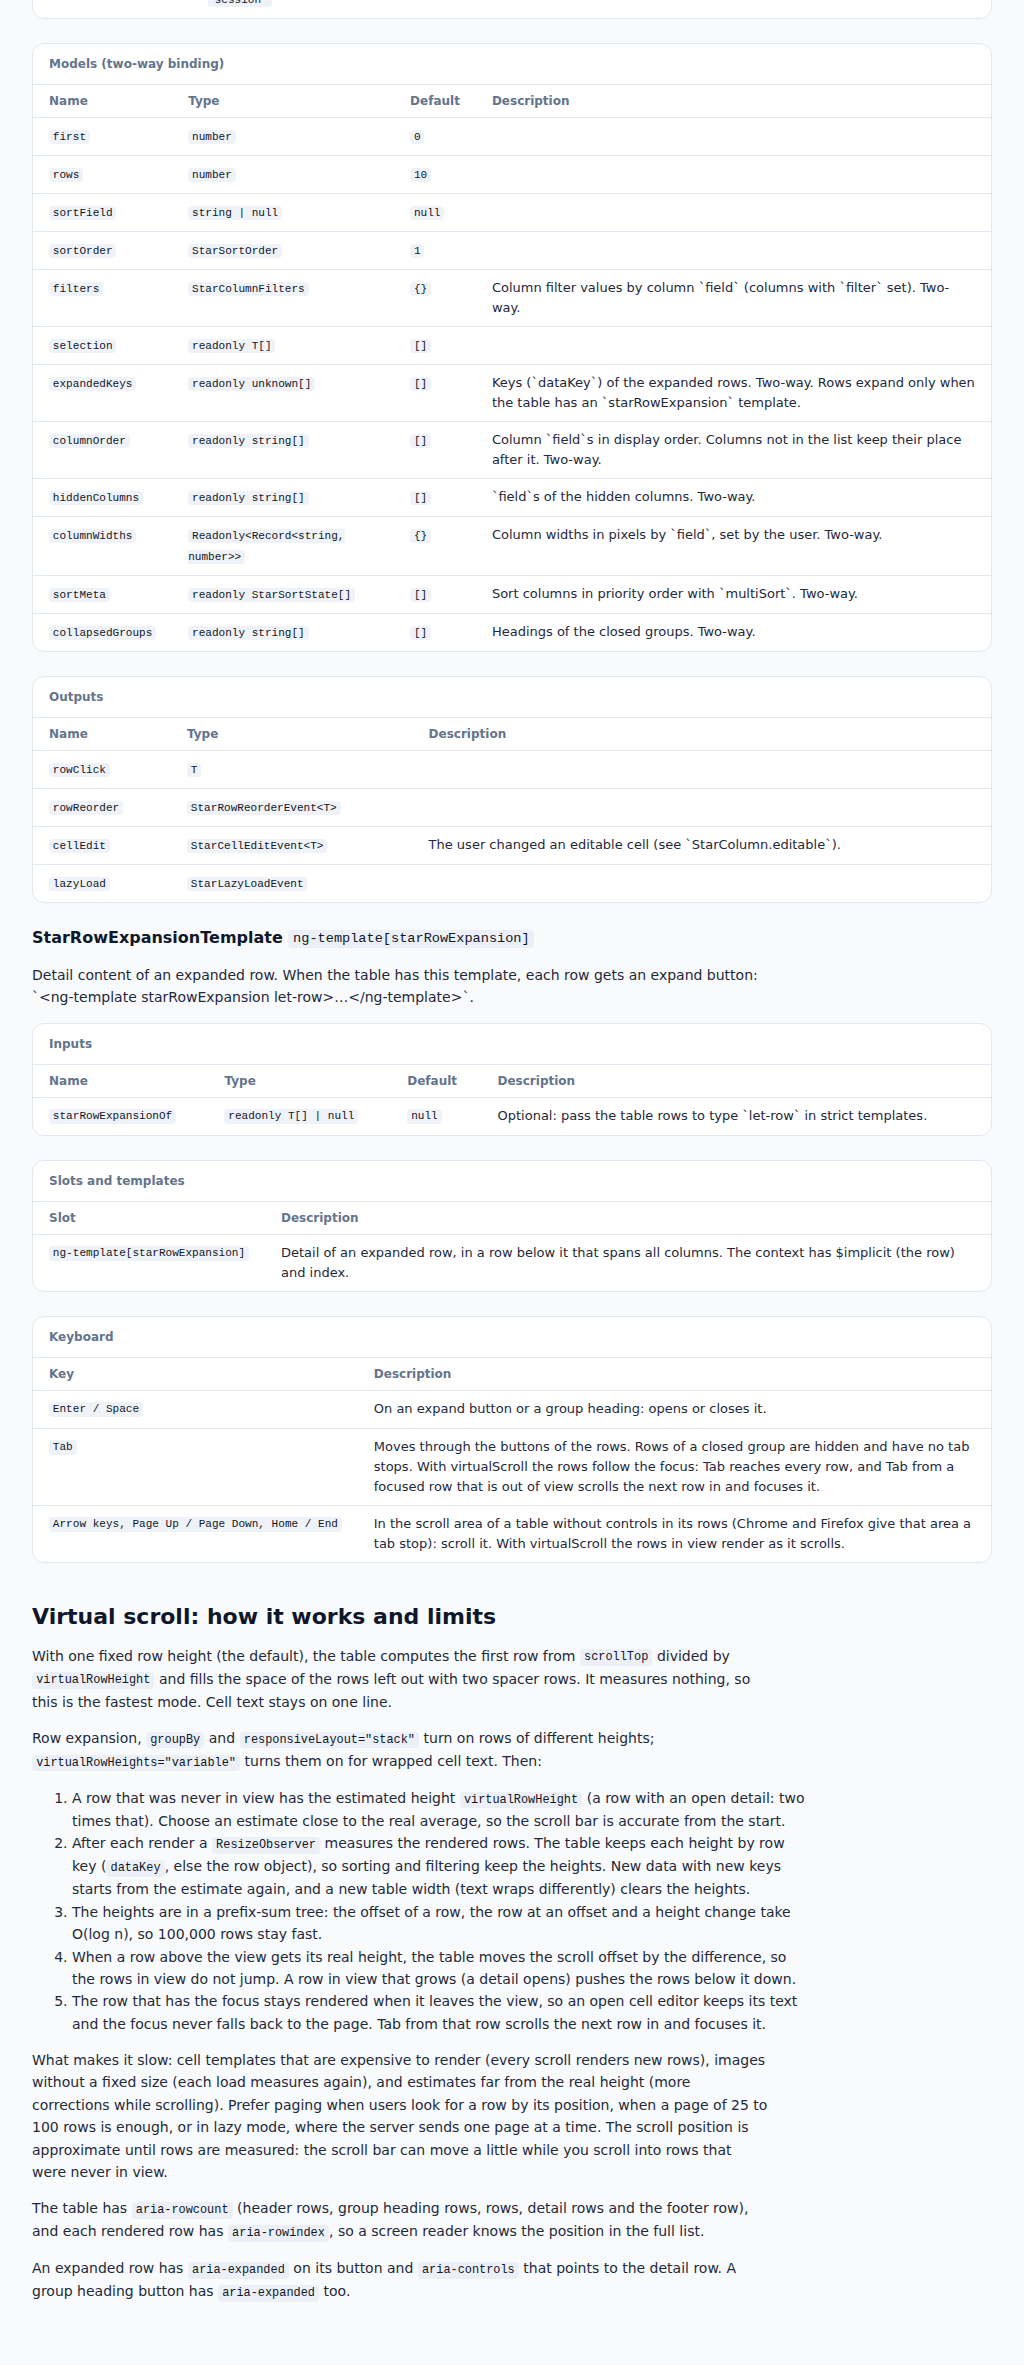 session
Models (two-way binding)
Name Type Default Description
first number 0
rows number 10
sortField string | null null
sortOrder StarSortOrder 1
filters StarColumnFilters {} Column filter values by column `field` (columns with `filter` set). Two-
way.
selection readonly T[] []
expandedKeys readonly unknown[] [] Keys (`dataKey`) of the expanded rows. Two-way. Rows expand only when
the table has an `starRowExpansion` template.
columnOrder readonly string[] [] Column `field`s in display order. Columns not in the list keep their place
after it. Two-way.
hiddenColumns readonly string[] [] `field`s of the hidden columns. Two-way.
columnWidths Readonly<Record<string, {} Column widths in pixels by `field`, set by the user. Two-way.
number>>
sortMeta readonly StarSortState[] [] Sort columns in priority order with `multiSort`. Two-way.
collapsedGroups readonly string[] [] Headings of the closed groups. Two-way.
Outputs
Name Type Description
rowClick T
rowReorder StarRowReorderEvent<T>
cellEdit StarCellEditEvent<T> The user changed an editable cell (see `StarColumn.editable`).
lazyLoad StarLazyLoadEvent
StarRowExpansionTemplate ng-template[starRowExpansion]
Detail content of an expanded row. When the table has this template, each row gets an expand button:
`<ng-template starRowExpansion let-row>…</ng-template>`.
Inputs
Name Type Default Description
starRowExpansionOf readonly T[] | null null Optional: pass the table rows to type `let-row` in strict templates.
Slots and templates
Slot Description
ng-template[starRowExpansion] Detail of an expanded row, in a row below it that spans all columns. The context has $implicit (the row)
and index.
Keyboard
Key Description
Enter / Space On an expand button or a group heading: opens or closes it.
Tab Moves through the buttons of the rows. Rows of a closed group are hidden and have no tab
stops. With virtualScroll the rows follow the focus: Tab reaches every row, and Tab from a
focused row that is out of view scrolls the next row in and focuses it.
Arrow keys, Page Up / Page Down, Home / End In the scroll area of a table without controls in its rows (Chrome and Firefox give that area a
tab stop): scroll it. With virtualScroll the rows in view render as it scrolls.
Virtual scroll: how it works and limits
With one fixed row height (the default), the table computes the first row from scrollTop divided by
virtualRowHeight and fills the space of the rows left out with two spacer rows. It measures nothing, so
this is the fastest mode. Cell text stays on one line.
Row expansion, groupBy and responsiveLayout="stack" turn on rows of different heights;
virtualRowHeights="variable" turns them on for wrapped cell text. Then:
1. A row that was never in view has the estimated height virtualRowHeight (a row with an open detail: two
times that). Choose an estimate close to the real average, so the scroll bar is accurate from the start.
2. After each render a ResizeObserver measures the rendered rows. The table keeps each height by row
key (dataKey, else the row object), so sorting and filtering keep the heights. New data with new keys
starts from the estimate again, and a new table width (text wraps differently) clears the heights.
3. The heights are in a prefix-sum tree: the offset of a row, the row at an offset and a height change take
O(log n), so 100,000 rows stay fast.
4. When a row above the view gets its real height, the table moves the scroll offset by the difference, so
the rows in view do not jump. A row in view that grows (a detail opens) pushes the rows below it down.
5. The row that has the focus stays rendered when it leaves the view, so an open cell editor keeps its text
and the focus never falls back to the page. Tab from that row scrolls the next row in and focuses it.
What makes it slow: cell templates that are expensive to render (every scroll renders new rows), images
without a fixed size (each load measures again), and estimates far from the real height (more
corrections while scrolling). Prefer paging when users look for a row by its position, when a page of 25 to
100 rows is enough, or in lazy mode, where the server sends one page at a time. The scroll position is
approximate until rows are measured: the scroll bar can move a little while you scroll into rows that
were never in view.
The table has aria-rowcount (header rows, group heading rows, rows, detail rows and the footer row),
and each rendered row has aria-rowindex, so a screen reader knows the position in the full list.
An expanded row has aria-expanded on its button and aria-controls that points to the detail row. A
group heading button has aria-expanded too.